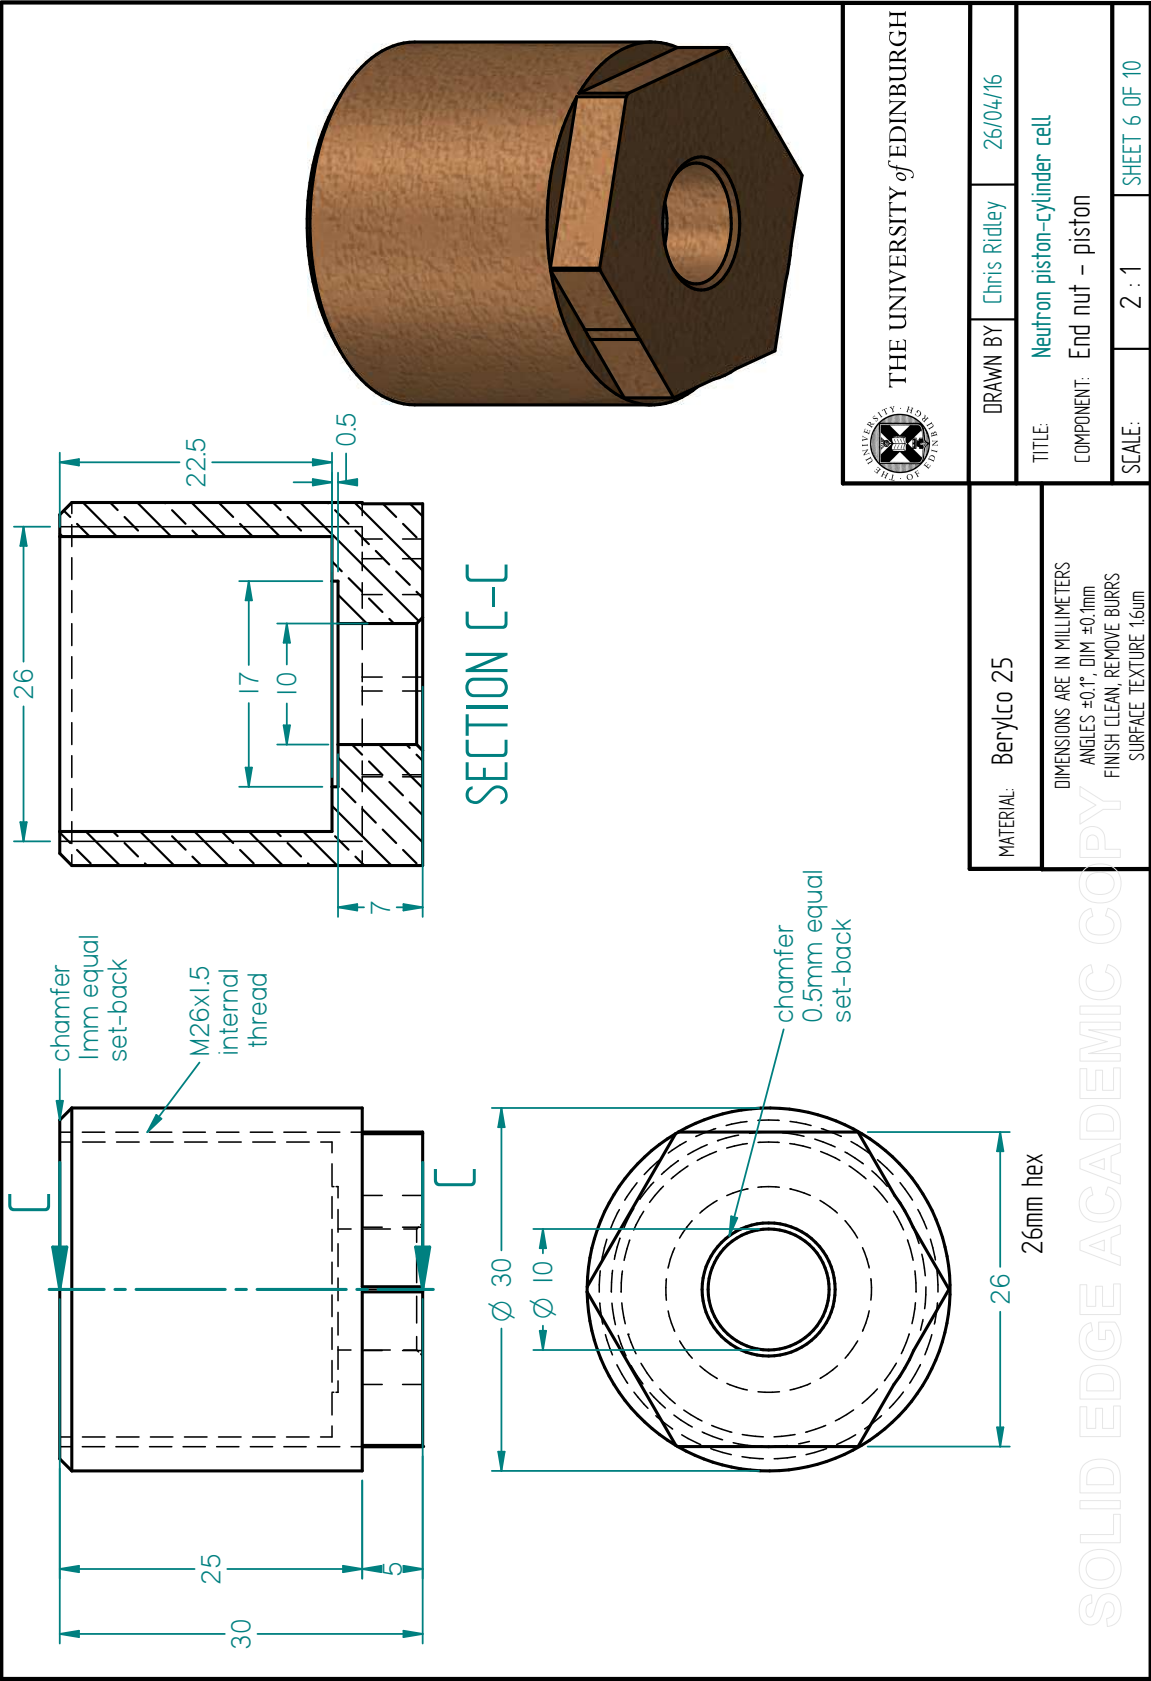 C
C
chamfer
1mm equal
set-back
M26x1.5
internal
thread
25
5
30
26
22.5
0.5
17
10
7
SECTION C-C
Ø 30
Ø 10
chamfer
0.5mm equal
set-back
26
26mm hex
THE UNIVERSITY of EDINBURGH
THE UNIVERSITY · OF EDINBURGH ·
DRAWN BY
Chris Ridley
26/04/16
TITLE:
Neutron piston-cylinder cell
COMPONENT:
End nut - piston
SCALE:
2 : 1
SHEET 6 OF 10
MATERIAL:
Berylco 25
DIMENSIONS ARE IN MILLIMETERS
ANGLES ±0.1°, DIM ±0.1mm
FINISH CLEAN, REMOVE BURRS
SURFACE TEXTURE 1.6um
SOLID EDGE ACADEMIC COPY